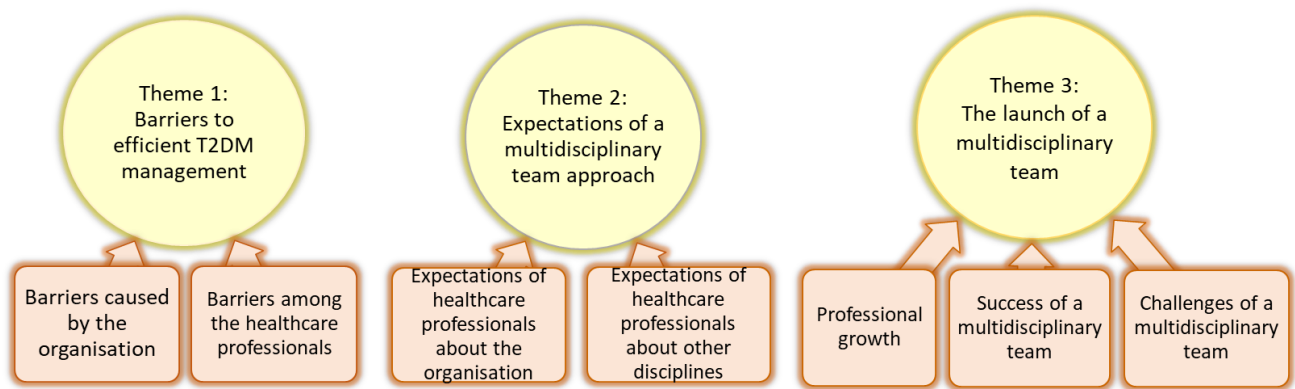 Theme 1:
Barriers to
efficient T2DM
management
Theme 2:
Expectations of a
multidisciplinary
team approach
Theme 3:
The launch of a
multidisciplinary
team
Barriers caused
by the
organisation
Barriers among
the healthcare
professionals
Expectations of
healthcare
professionals
about the
organisation
Expectations of
healthcare
professionals
about other
disciplines
Professional
growth
Success of a
multidisciplinary
team
Challenges of a
multidisciplinary
team